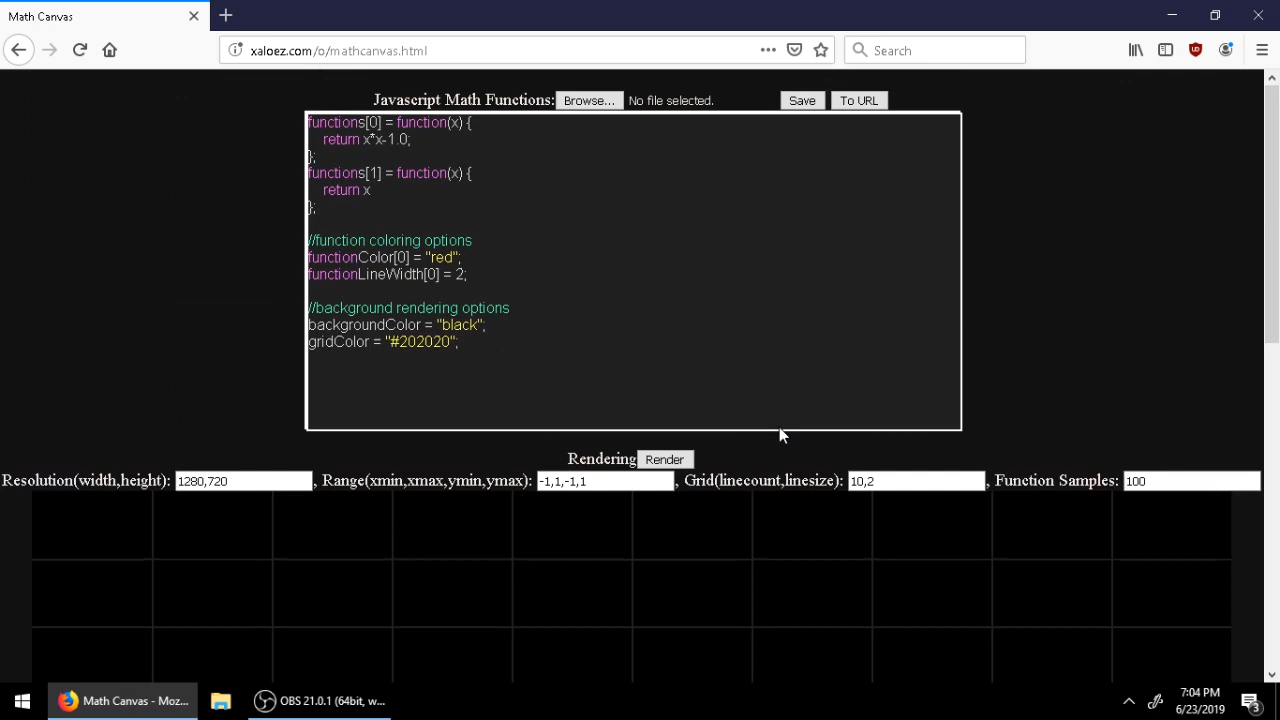 Math Canvas
xaloez.com/o/mathcanvas.html
Search
Javascript Math Functions: Browse... No file selected. Save To URL
functions[0] = function(x) {
return x*x-1.0;
};
functions[1] = function(x) {
return x
};
//function coloring options
functionColor[0] = "red";
functionLineWidth[0] = 2;
//background rendering options
backgroundColor = "black";
gridColor = "#202020";
Rendering Render
Resolution(width,height): 1280,720 , Range(xmin,xmax,ymin,ymax): -1,1,-1,1 , Grid(linecount,linesize): 10,2 , Function Samples: 100
Math Canvas - Moz...
OBS 21.0.1 (64bit, w...
7:04 PM
6/23/2019
3